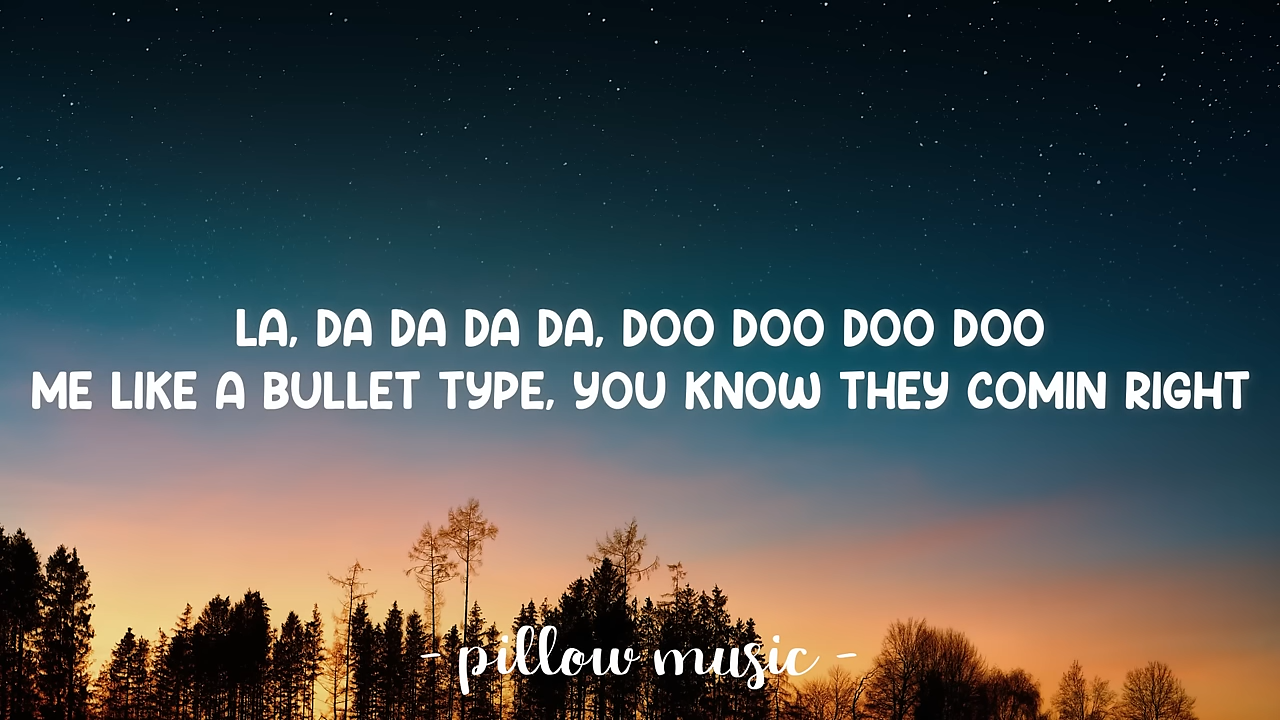 LA, DA DA DA DA, DOO DOO DOO DOO
ME LIKE A BULLET TYPE, YOU KNOW THEY COMIN RIGHT
- pillow music -